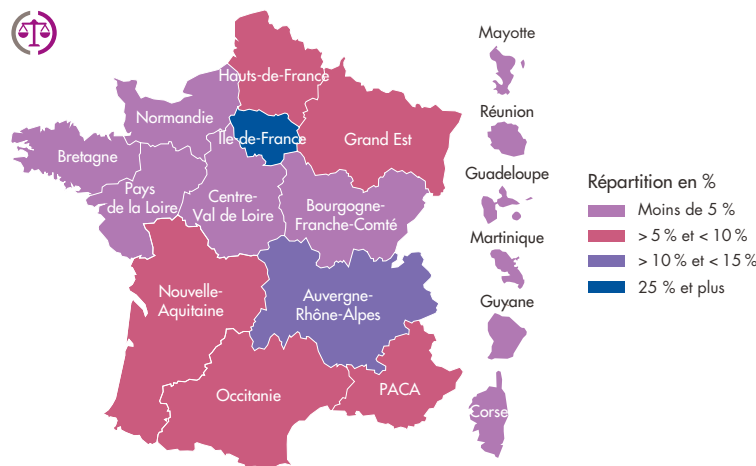 Mayotte
Hauts-de-France
Normandie
Réunion
Île-de-France
Grand Est
Bretagne
Guadeloupe
Répartition en %
Pays
de la Loire
Centre-
Val de Loire
Bourgogne-
Franche-Comté
Moins de 5 %
> 5 % et < 10 %
Martinique
> 10 % et < 15 %
25 % et plus
Nouvelle-
Aquitaine
Auvergne-
Rhône-Alpes
Guyane
Occitanie
PACA
Corse